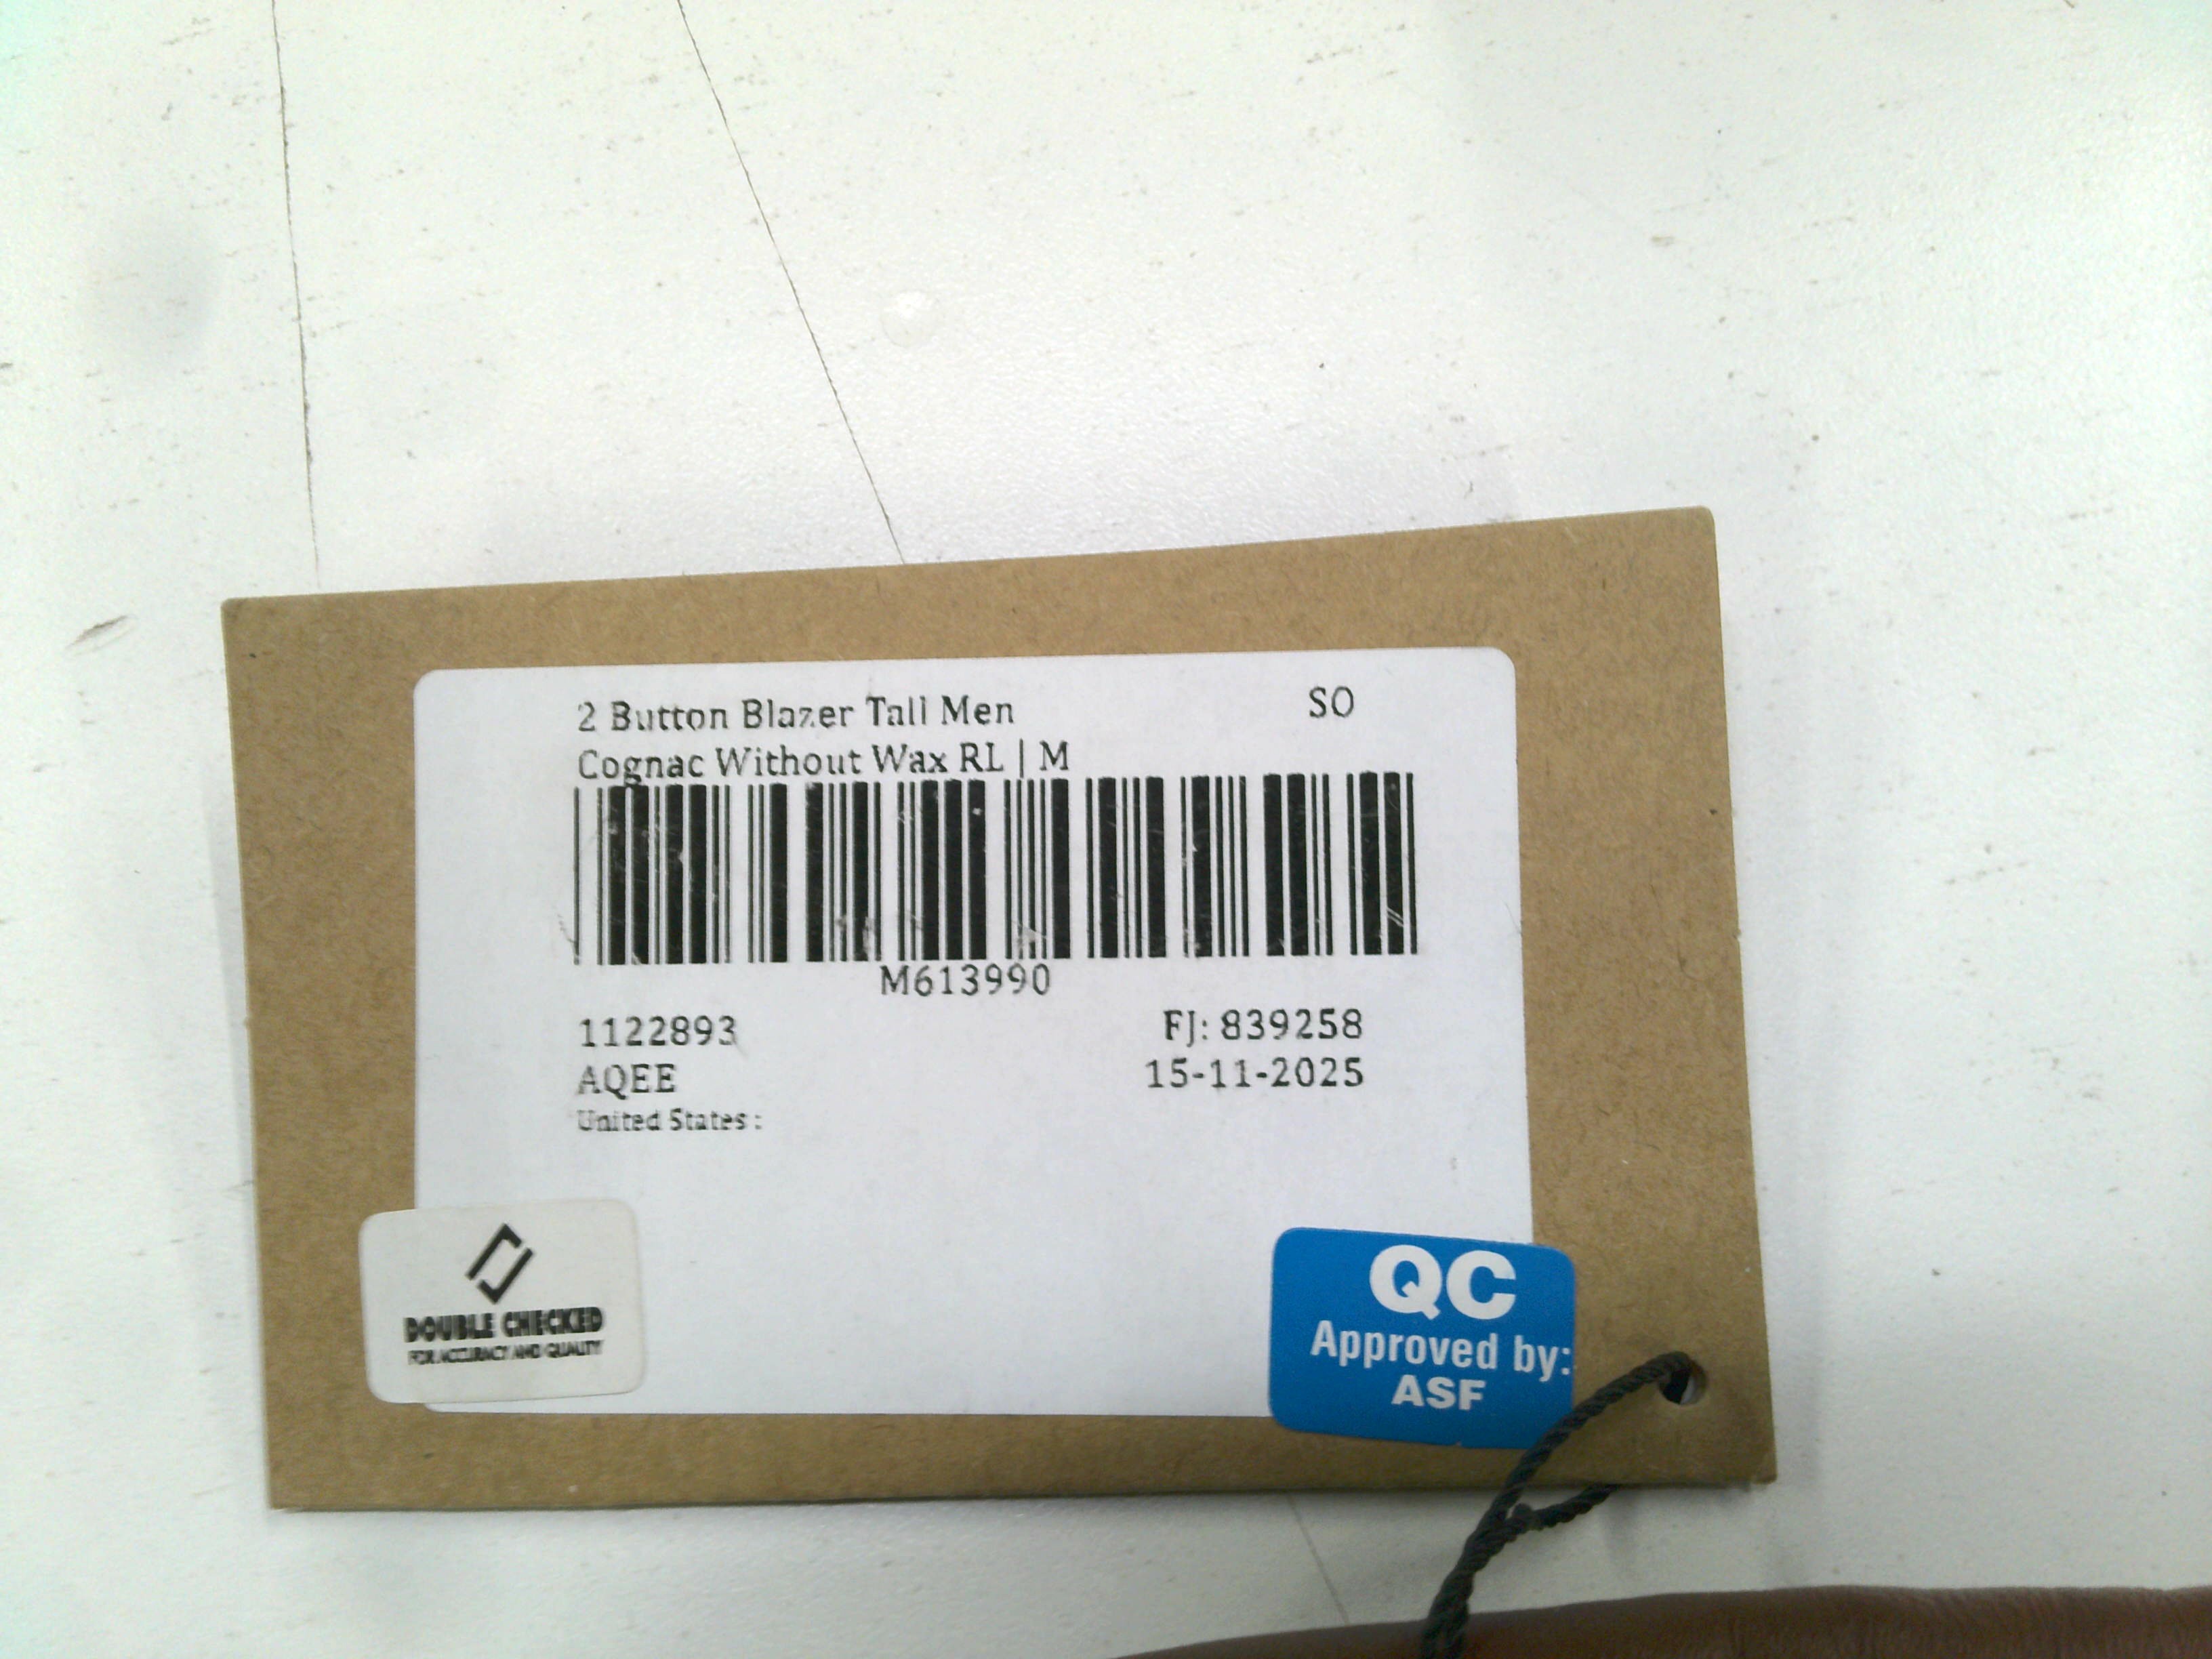 2 Button Blazer Tall Men SO
Cognac Without Wax RL | M
M613990
1122893 FJ: 839258
AQEE 15-11-2025
United States :
DOUBLE CHECKED
FOR ACCURACY AND QUALITY
QC
Approved by:
ASF